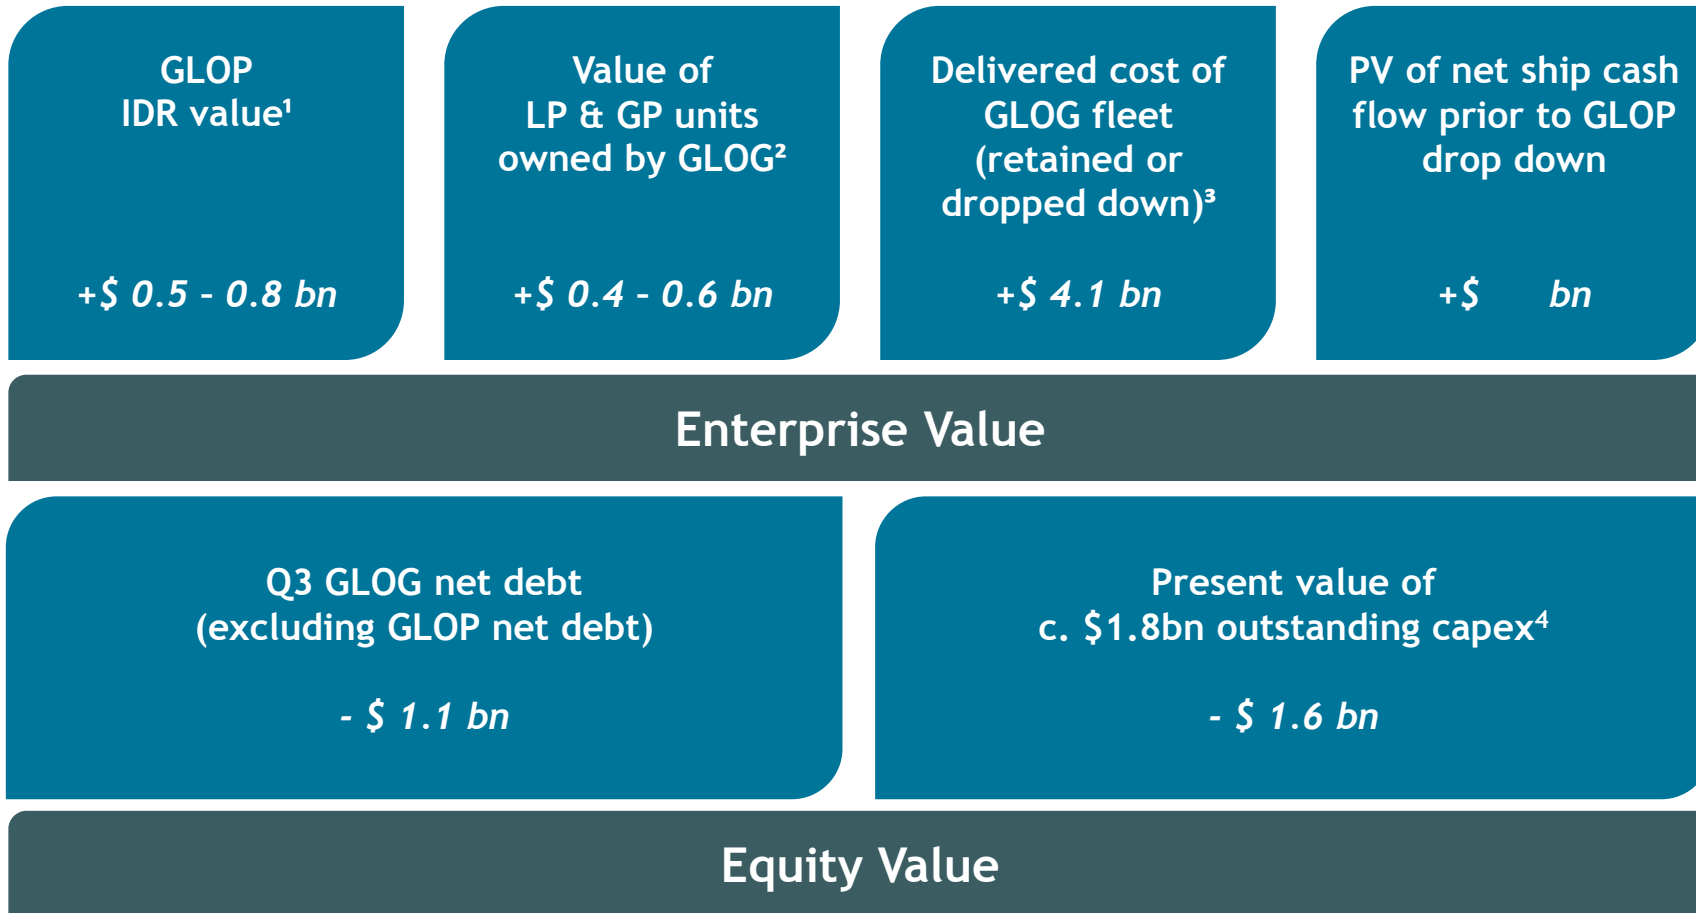 GLOP
IDR value¹
+$ 0.5 – 0.8 bn
Value of
LP & GP units
owned by GLOG²
+$ 0.4 – 0.6 bn
Delivered cost of
GLOG fleet
(retained or
dropped down)³
+$ 4.1 bn
PV of net ship cash
flow prior to GLOP
drop down
+$ bn
Enterprise Value
Q3 GLOG net debt
(excluding GLOP net debt)
- $ 1.1 bn
Present value of
c. $1.8bn outstanding capex⁴
- $ 1.6 bn
Equity Value